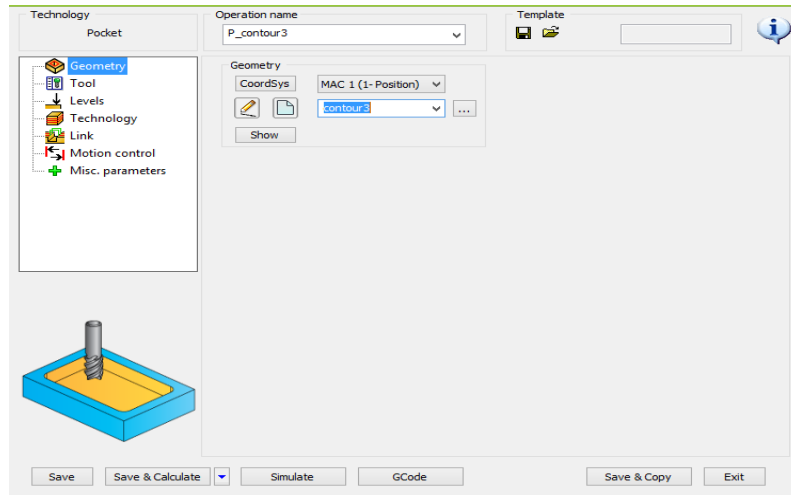 Technology
Pocket
Operation name
P_contour3
Template
Geometry
Tool
Levels
Technology
Link
Motion control
Misc. parameters
Geometry
CoordSys
MAC 1 (1- Position)
contour3
...
Show
Save
Save & Calculate
Simulate
GCode
Save & Copy
Exit